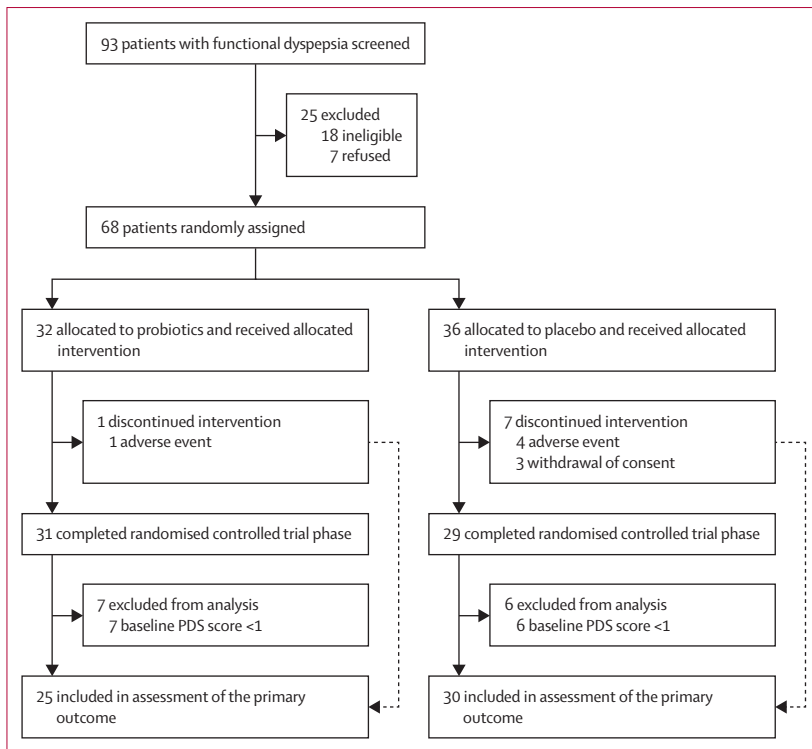 93 patients with functional dyspepsia screened
25 excluded
18 ineligible
7 refused
68 patients randomly assigned
32 allocated to probiotics and received allocated
intervention
36 allocated to placebo and received allocated
intervention
1 discontinued intervention
1 adverse event
7 discontinued intervention
4 adverse event
3 withdrawal of consent
31 completed randomised controlled trial phase
29 completed randomised controlled trial phase
7 excluded from analysis
7 baseline PDS score <1
6 excluded from analysis
6 baseline PDS score <1
25 included in assessment of the primary
outcome
30 included in assessment of the primary
outcome